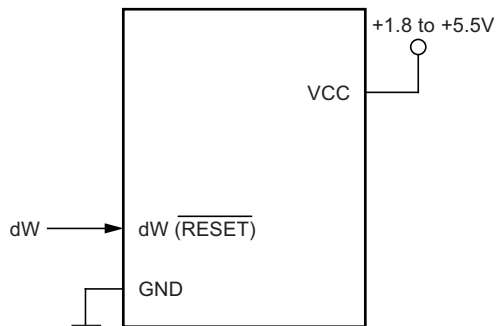 +1.8 to +5.5V
VCC
dW
dW (RESET)
GND